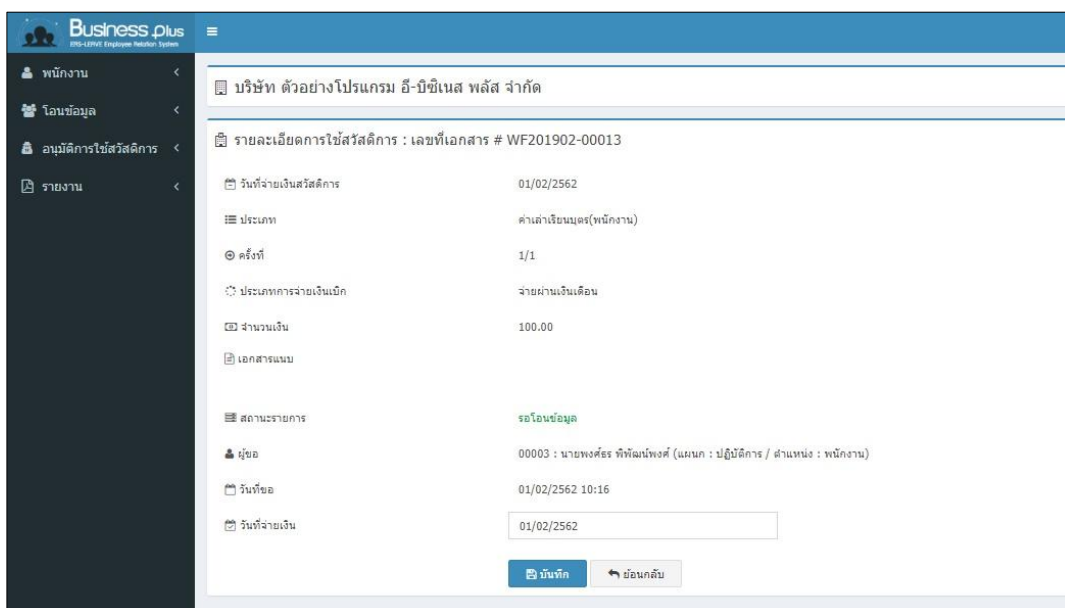 Business Plus
ERS-LEAVE Employee Relation System
พนักงาน
โอนข้อมูล
อนุมัติการใช้สวัสดิการ
รายงาน
บริษัท ตัวอย่างโปรแกรม อี-บิซิเนส พลัส จำกัด
รายละเอียดการใช้สวัสดิการ : เลขที่เอกสาร # WF201902-00013
วันที่จ่ายเงินสวัสดิการ 01/02/2562
ประเภท ค่าเล่าเรียนบุตร(พนักงาน)
ครั้งที่ 1/1
ประเภทการจ่ายเงินเบิก จ่ายผ่านเงินเดือน
จำนวนเงิน 100.00
เอกสารแนบ
สถานะรายการ รอโอนข้อมูล
ผู้ขอ 00003 : นายพงศ์ธร พิพัฒน์พงศ์ (แผนก : ปฏิบัติการ / ตำแหน่ง : พนักงาน)
วันที่ขอ 01/02/2562 10:16
วันที่จ่ายเงิน 01/02/2562
บันทึก ย้อนกลับ